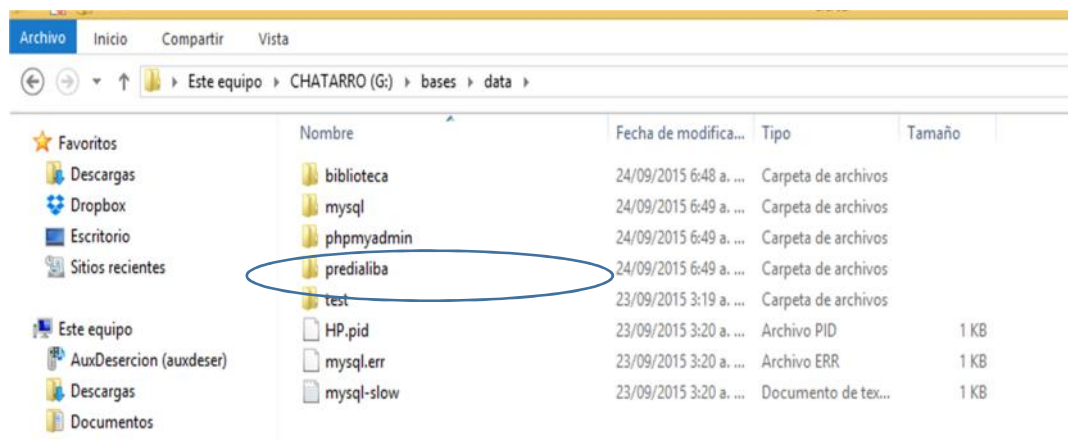 Archivo Inicio Compartir Vista
Este equipo CHATARRO (G:) bases data
Nombre Fecha de modifica... Tipo Tamaño
Favoritos
Descargas
Dropbox
Escritorio
Sitios recientes
Este equipo
AuxDesercion (auxdeser)
Descargas
Documentos
biblioteca 24/09/2015 6:48 a. ... Carpeta de archivos
mysql 24/09/2015 6:49 a. ... Carpeta de archivos
phpmyadmin 24/09/2015 6:49 a. ... Carpeta de archivos
predialiba 24/09/2015 6:49 a. ... Carpeta de archivos
test 23/09/2015 3:19 a. ... Carpeta de archivos
HP.pid 23/09/2015 3:20 a. ... Archivo PID 1 KB
mysql.err 23/09/2015 3:20 a. ... Archivo ERR 1 KB
mysql-slow 23/09/2015 3:20 a. ... Documento de tex... 1 KB